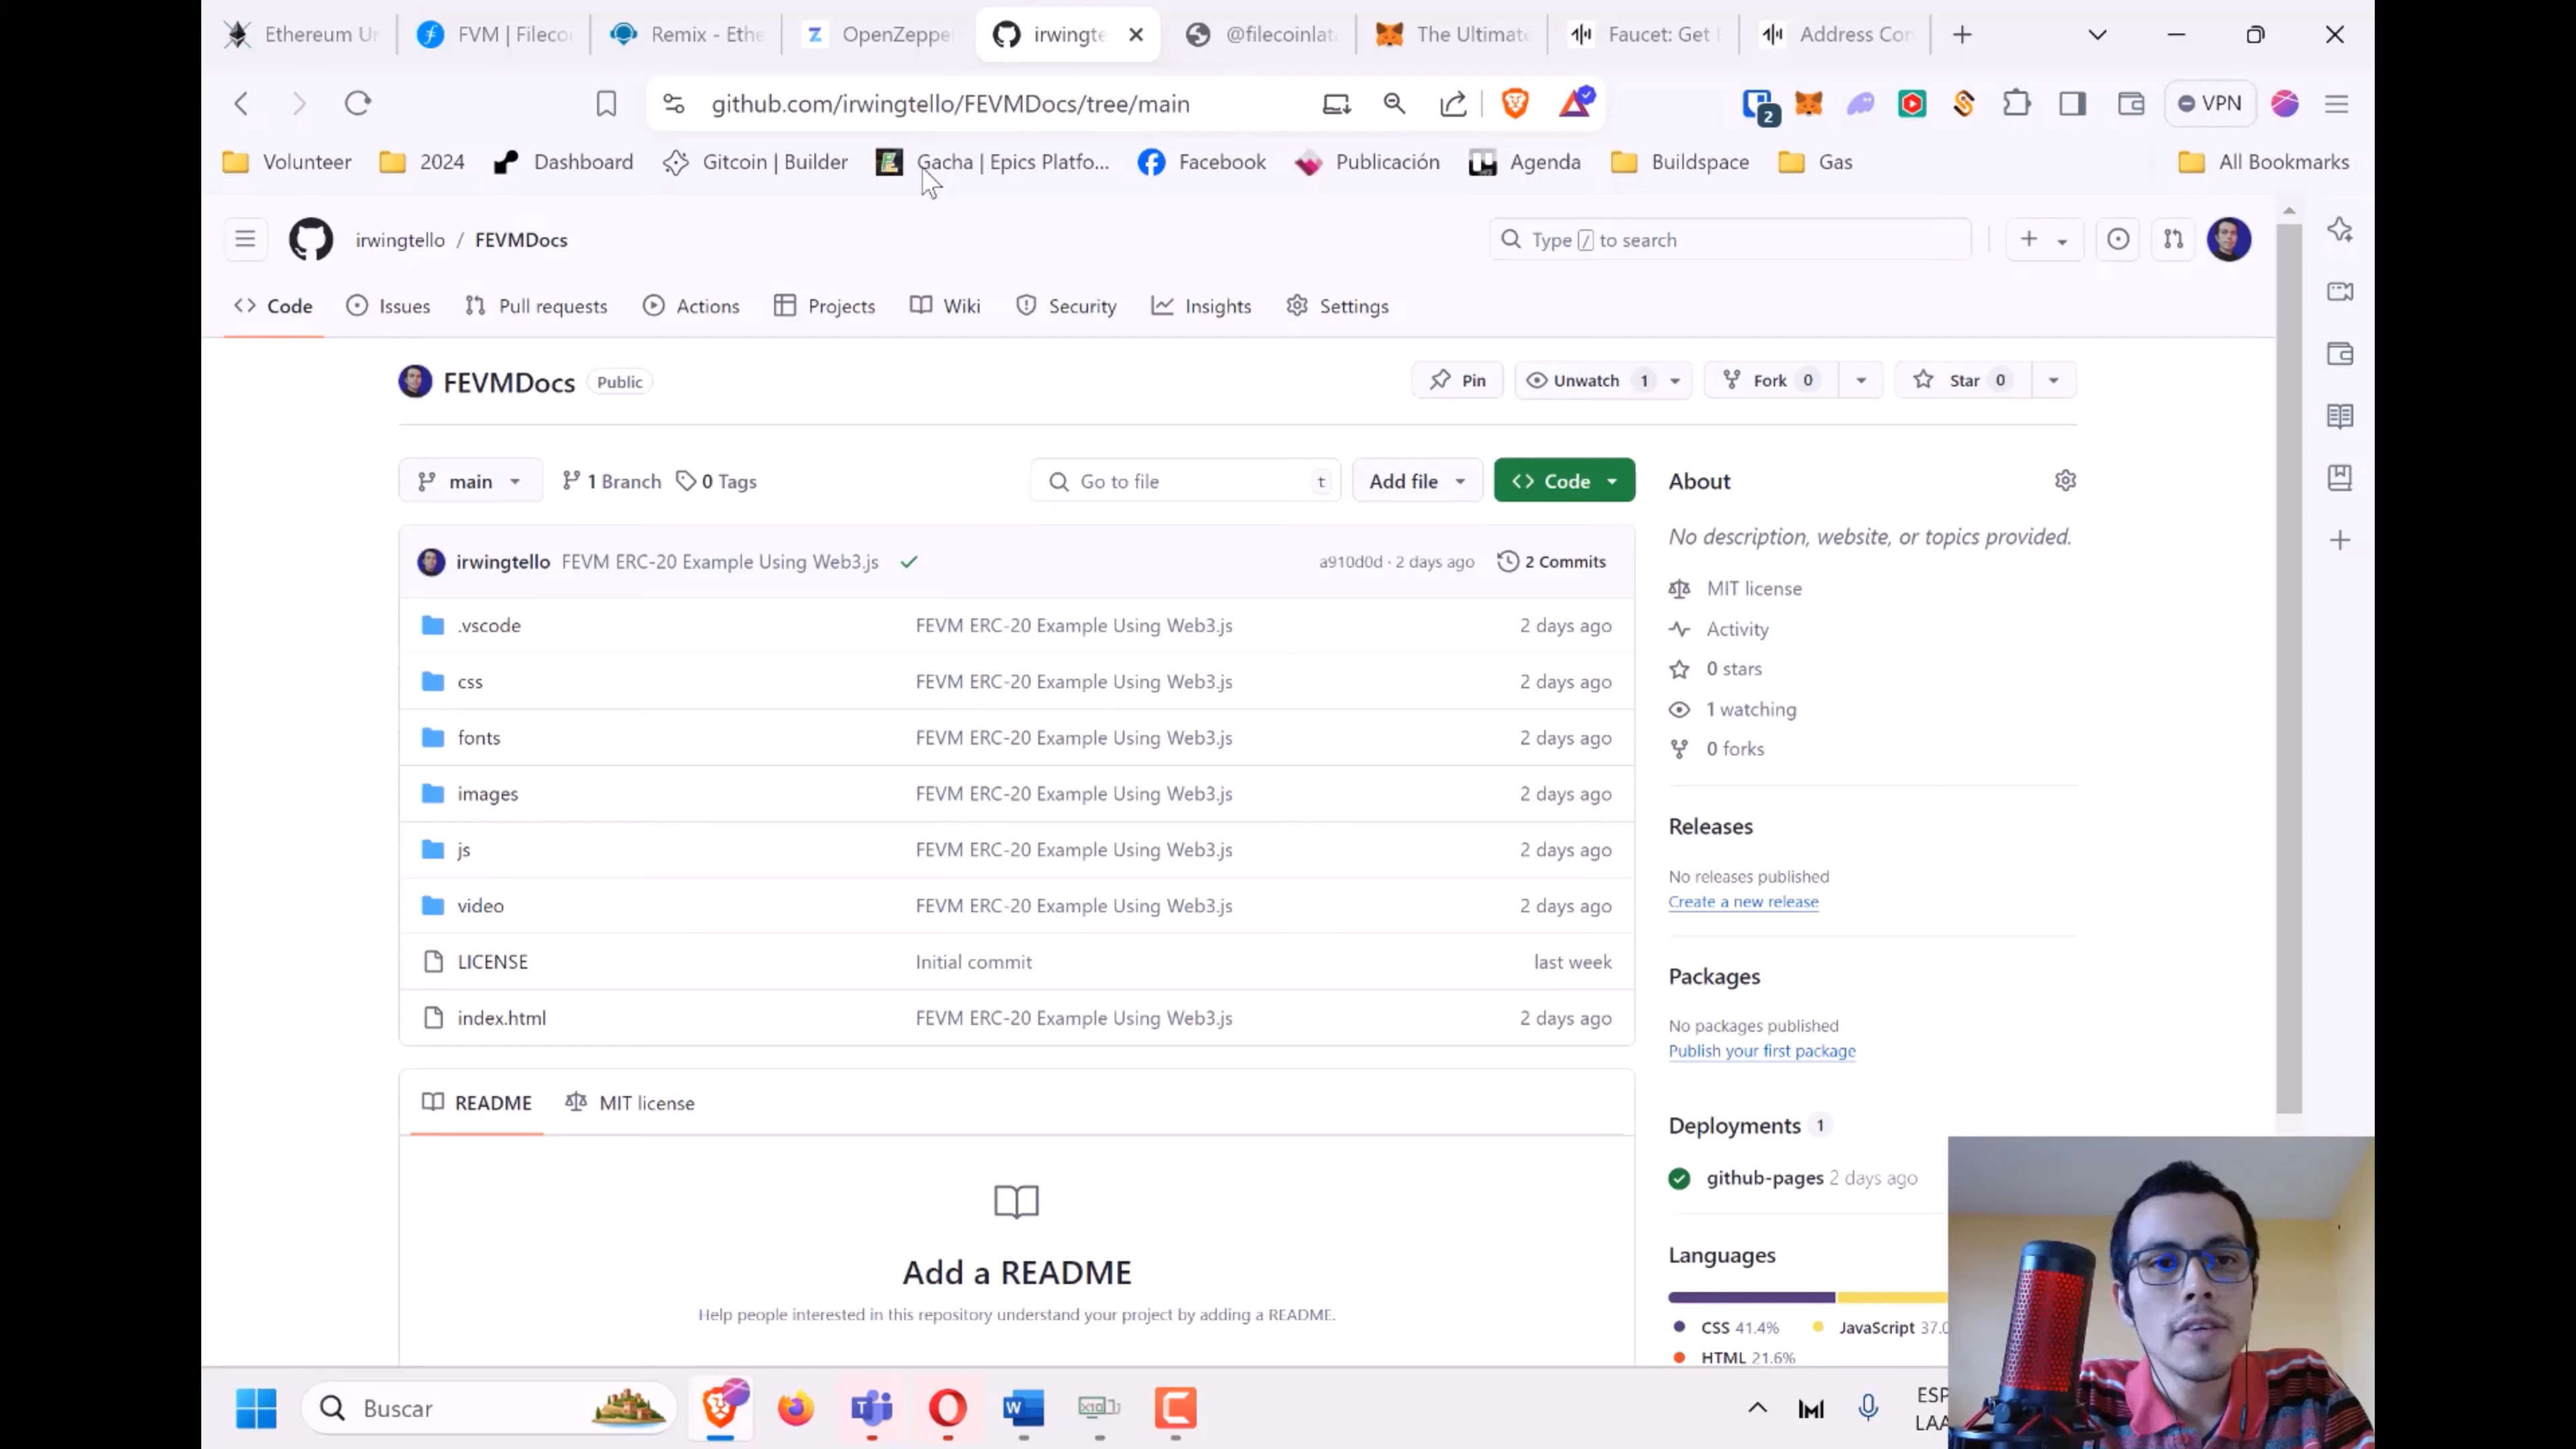 Ethereum Ur
FVM | Fileco
Remix - Ethe
OpenZeppel
irwingte
@filecoinlat
The Ultimat
Faucet: Get F
Address Con
github.com/irwingtello/FEVMDocs/tree/main
2
VPN
Volunteer
2024
Dashboard
Gitcoin | Builder
Gacha | Epics Platfo...
Facebook
Publicación
Agenda
Buildspace
Gas
All Bookmarks
irwingtello / FEVMDocs
Type / to search
Code
Issues
Pull requests
Actions
Projects
Wiki
Security
Insights
Settings
FEVMDocs Public
Pin
Unwatch 1
Fork 0
Star 0
main
1 Branch
0 Tags
Go to file t
Add file
Code
irwingtello FEVM ERC-20 Example Using Web3.js
a910d0d · 2 days ago
2 Commits
.vscode FEVM ERC-20 Example Using Web3.js 2 days ago
css FEVM ERC-20 Example Using Web3.js 2 days ago
fonts FEVM ERC-20 Example Using Web3.js 2 days ago
images FEVM ERC-20 Example Using Web3.js 2 days ago
js FEVM ERC-20 Example Using Web3.js 2 days ago
video FEVM ERC-20 Example Using Web3.js 2 days ago
LICENSE Initial commit last week
index.html FEVM ERC-20 Example Using Web3.js 2 days ago
README
MIT license
Add a README
Help people interested in this repository understand your project by adding a README.
About
No description, website, or topics provided.
MIT license
Activity
0 stars
1 watching
0 forks
Releases
No releases published
Create a new release
Packages
No packages published
Publish your first package
Deployments 1
github-pages 2 days ago
Languages
CSS 41.4%
JavaScript 37.0
HTML 21.6%
Buscar
ESP
LAA